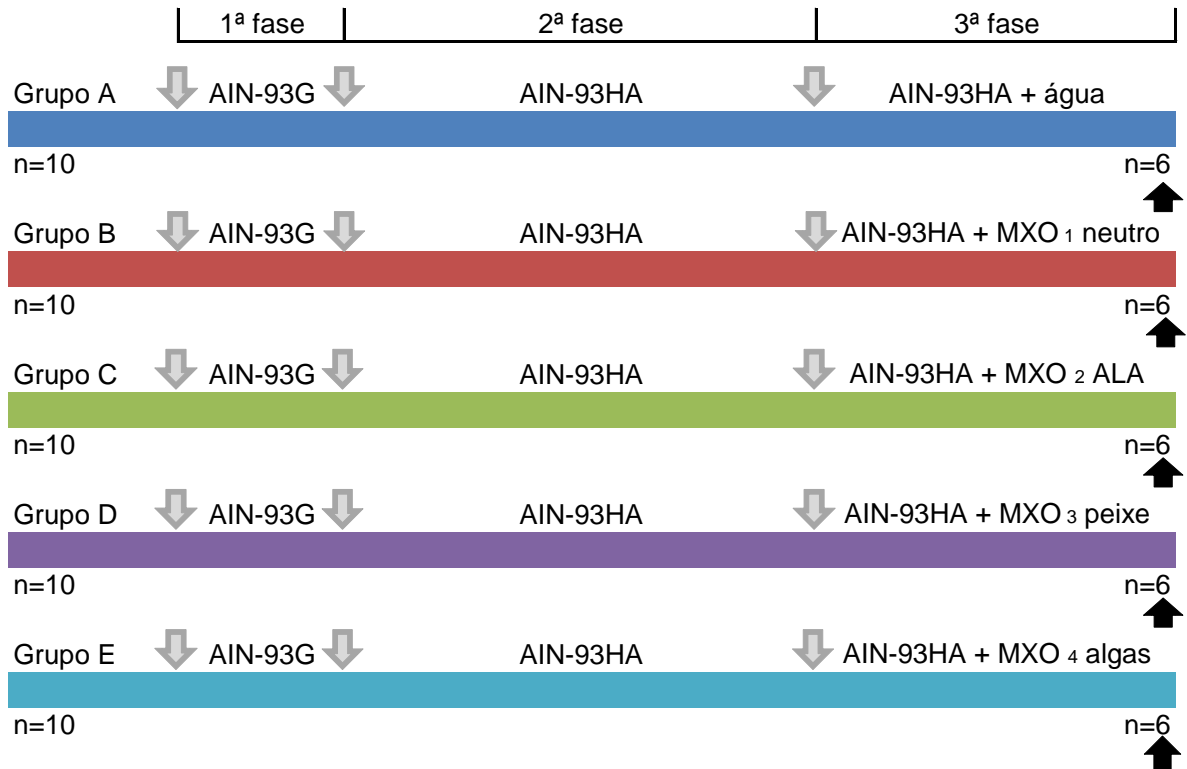 1ª fase 2ª fase 3ª fase
Grupo A AIN-93G AIN-93HA AIN-93HA + água
n=10 n=6
Grupo B AIN-93G AIN-93HA AIN-93HA + MXO 1 neutro
n=10 n=6
Grupo C AIN-93G AIN-93HA AIN-93HA + MXO 2 ALA
n=10 n=6
Grupo D AIN-93G AIN-93HA AIN-93HA + MXO 3 peixe
n=10 n=6
Grupo E AIN-93G AIN-93HA AIN-93HA + MXO 4 algas
n=10 n=6